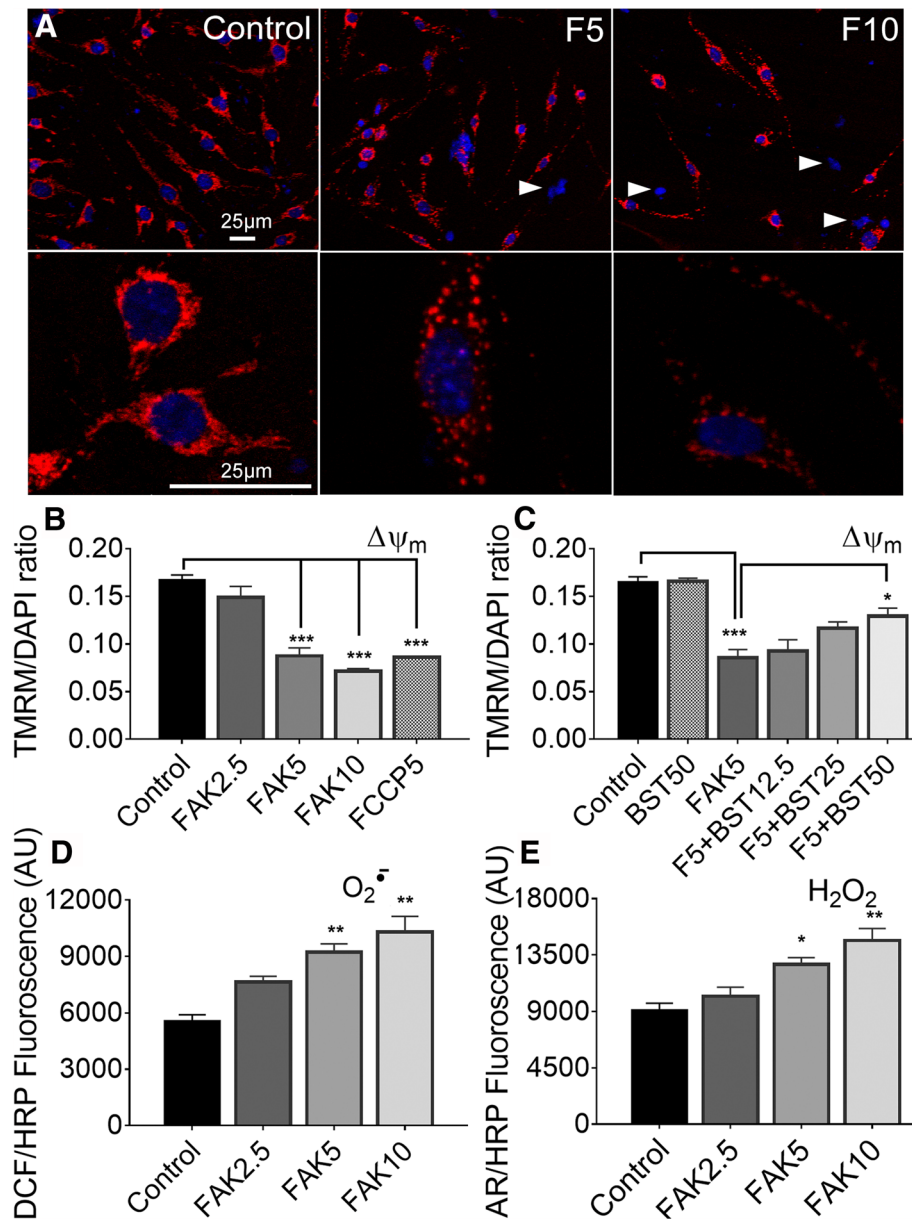 A
Control
F5
F10
25µm
25µm
B
Δψm
TMRM/DAPI ratio
0.20
0.15
0.10
0.05
0.00
***
***
***
Control
FAK2.5
FAK5
FAK10
FCCP5
C
Δψm
TMRM/DAPI ratio
0.20
0.15
0.10
0.05
0.00
***
*
Control
BST50
FAK5
F5+BST12.5
F5+BST25
F5+BST50
D
O2•-
DCF/HRP Fluoroscence (AU)
12000
9000
6000
3000
0
**
**
Control
FAK2.5
FAK5
FAK10
E
H2O2
AR/HRP Fluoroscence (AU)
18000
13500
9000
4500
0
*
**
Control
FAK2.5
FAK5
FAK10